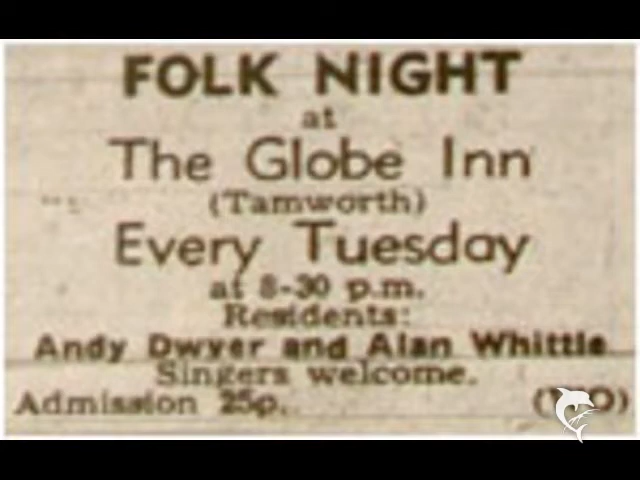 FOLK NIGHT
at
The Globe Inn
(Tamworth)
Every Tuesday
at 8-30 p.m.
Residents:
Andy Dwyer and Alan Whittle
Singers welcome.
Admission 25p.